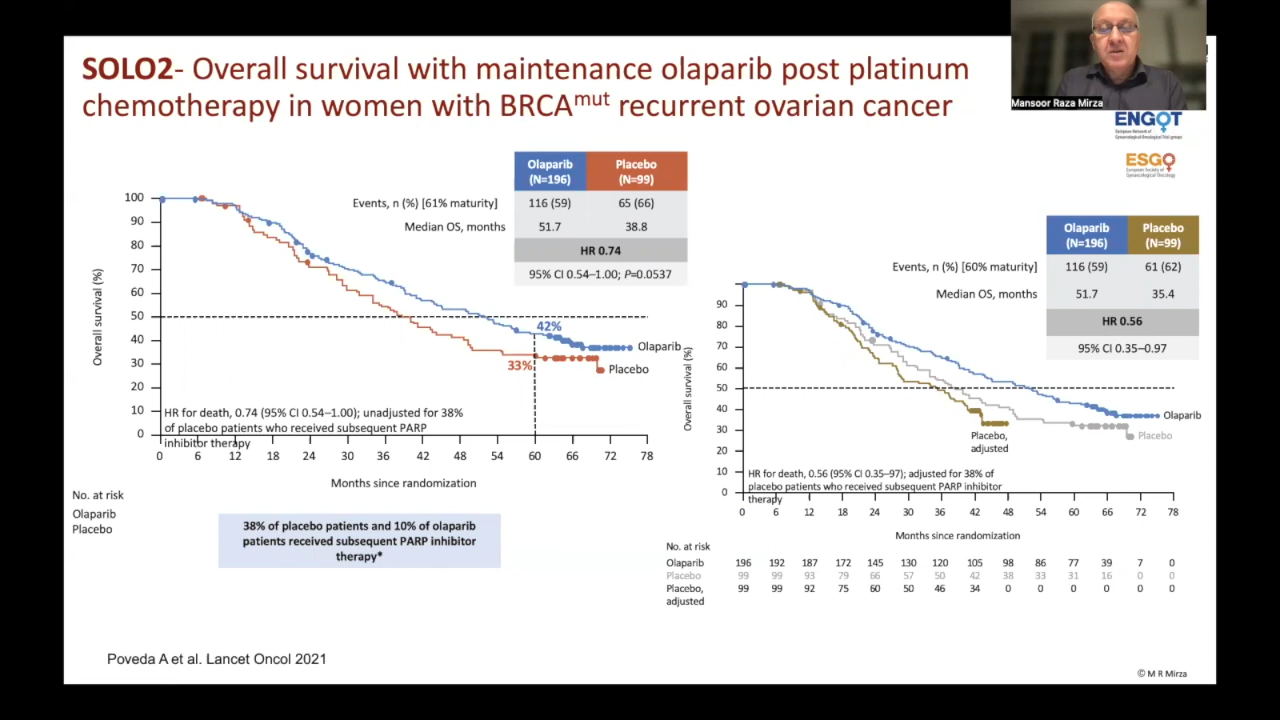 SOLO2- Overall survival with maintenance olaparib post platinum
chemotherapy in women with BRCAmut recurrent ovarian cancer
Mansoor Raza Mirza
ENGOT
European Network of
Gynaecological Oncological Trial groups
ESGO
European Society of
Gynaecological Oncology
Olaparib
(N=196)
Placebo
(N=99)
Events, n (%) [61% maturity]
116 (59)
65 (66)
Median OS, months
51.7
38.8
HR 0.74
95% CI 0.54–1.00; P=0.0537
Overall survival (%)
100
90
80
70
60
50
40
30
20
10
0
42%
33%
Olaparib
Placebo
HR for death, 0.74 (95% CI 0.54–1.00); unadjusted for 38%
of placebo patients who received subsequent PARP
inhibitor therapy
0 6 12 18 24 30 36 42 48 54 60 66 72 78
Months since randomization
No. at risk
Olaparib
Placebo
38% of placebo patients and 10% of olaparib
patients received subsequent PARP inhibitor
therapy*
Olaparib
(N=196)
Placebo
(N=99)
Events, n (%) [60% maturity]
116 (59)
61 (62)
Median OS, months
51.7
35.4
HR 0.56
95% CI 0.35–0.97
Overall survival (%)
90
80
70
60
50
40
30
20
10
0
Olaparib
Placebo
Placebo,
adjusted
HR for death, 0.56 (95% CI 0.35–97); adjusted for 38% of
placebo patients who received subsequent PARP inhibitor
therapy
0 6 12 18 24 30 36 42 48 54 60 66 72 78
Months since randomization
No. at risk
Olaparib 196 192 187 172 145 130 120 105 98 86 77 39 7 0
Placebo 99 99 93 79 66 57 50 42 38 33 31 16 0 0
Placebo, 99 99 92 75 60 50 46 34 0 0 0 0 0 0
adjusted
Poveda A et al. Lancet Oncol 2021
© M R Mirza